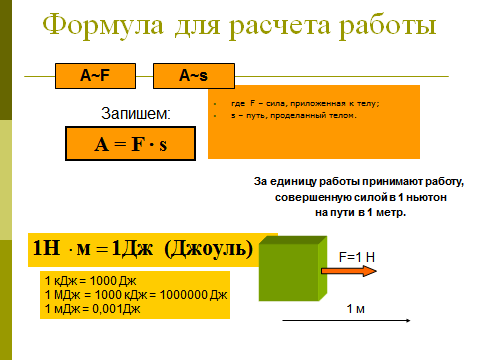 Формула для расчета работы
A~F
A~s
Запишем:
A = F · s
где F – сила, приложенная к телу;
s – путь, проделанный телом.
За единицу работы принимают работу,
совершенную силой в 1 ньютон
на пути в 1 метр.
1Н · м = 1Дж (Джоуль)
F=1 Н
1 кДж = 1000 Дж
1 МДж = 1000 кДж = 1000000 Дж
1 мДж = 0,001Дж
1 м